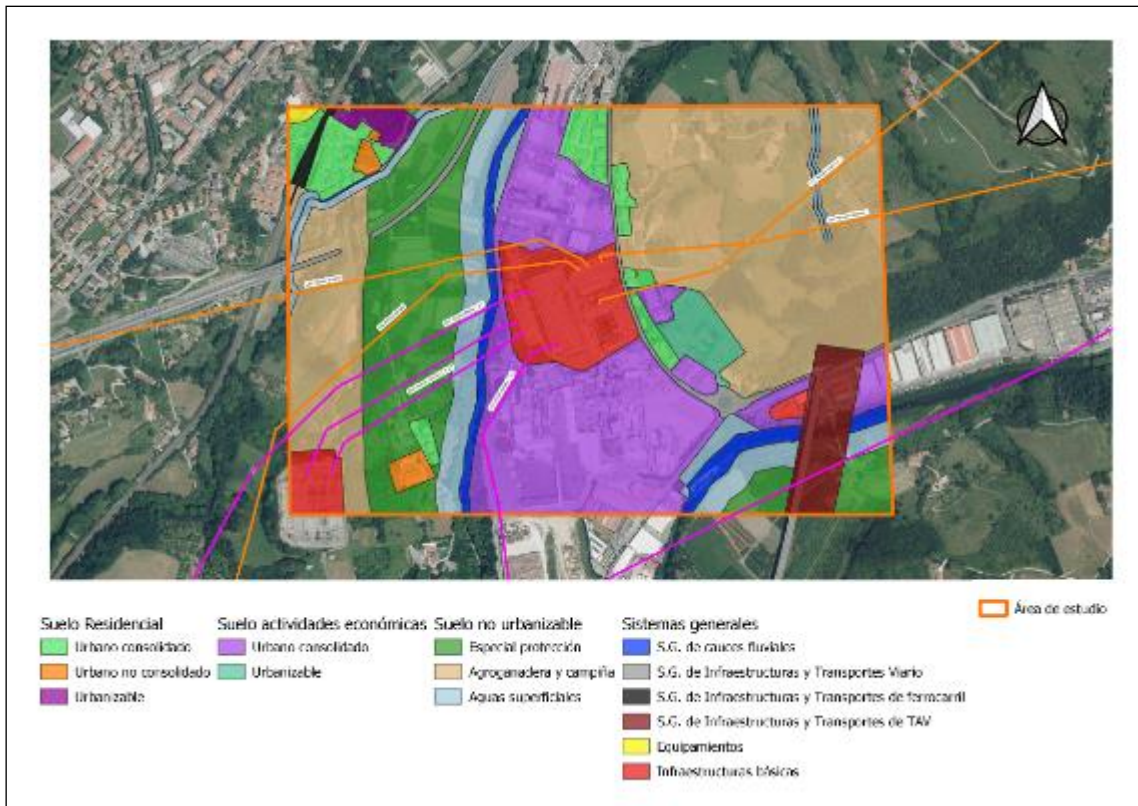 Área de estudio
Suelo Residencial
Urbano consolidado
Urbano no consolidado
Urbanizable
Suelo actividades económicas
Urbano consolidado
Urbanizable
Suelo no urbanizable
Especial protección
Agroganadera y campiña
Aguas superficiales
Sistemas generales
S.G. de cauces fluviales
S.G. de Infraestructuras y Transportes Viario
S.G. de Infraestructuras y Transportes de ferrocarril
S.G. de Infraestructuras y Transportes de TAV
Equipamientos
Infraestructuras básicas